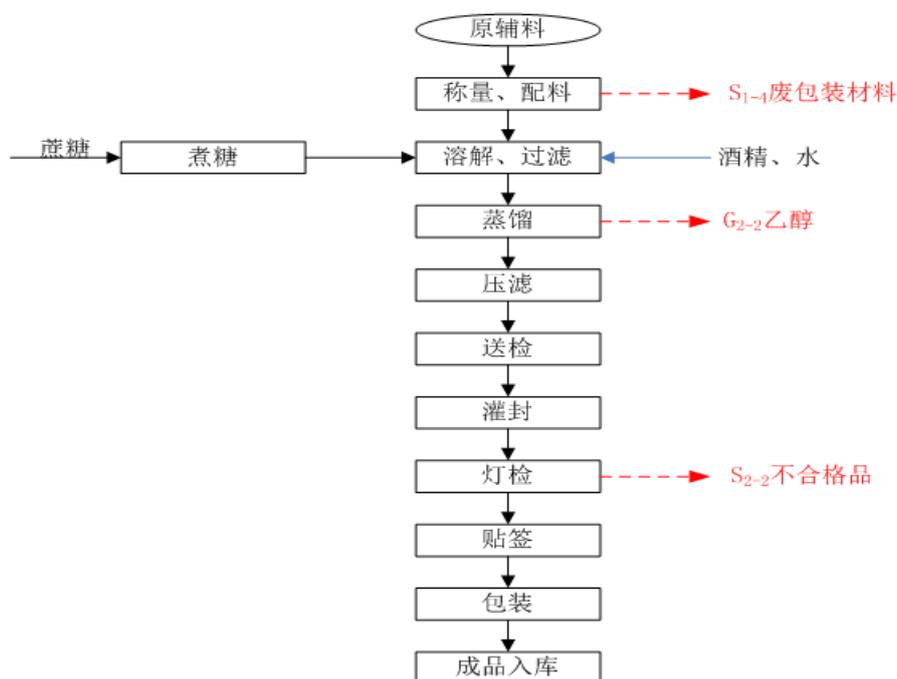 原辅料
称量、配料
S1-4废包装材料
蔗糖
煮糖
溶解、过滤
酒精、水
蒸馏
G2-2乙醇
压滤
送检
灌封
灯检
S2-2不合格品
贴签
包装
成品入库